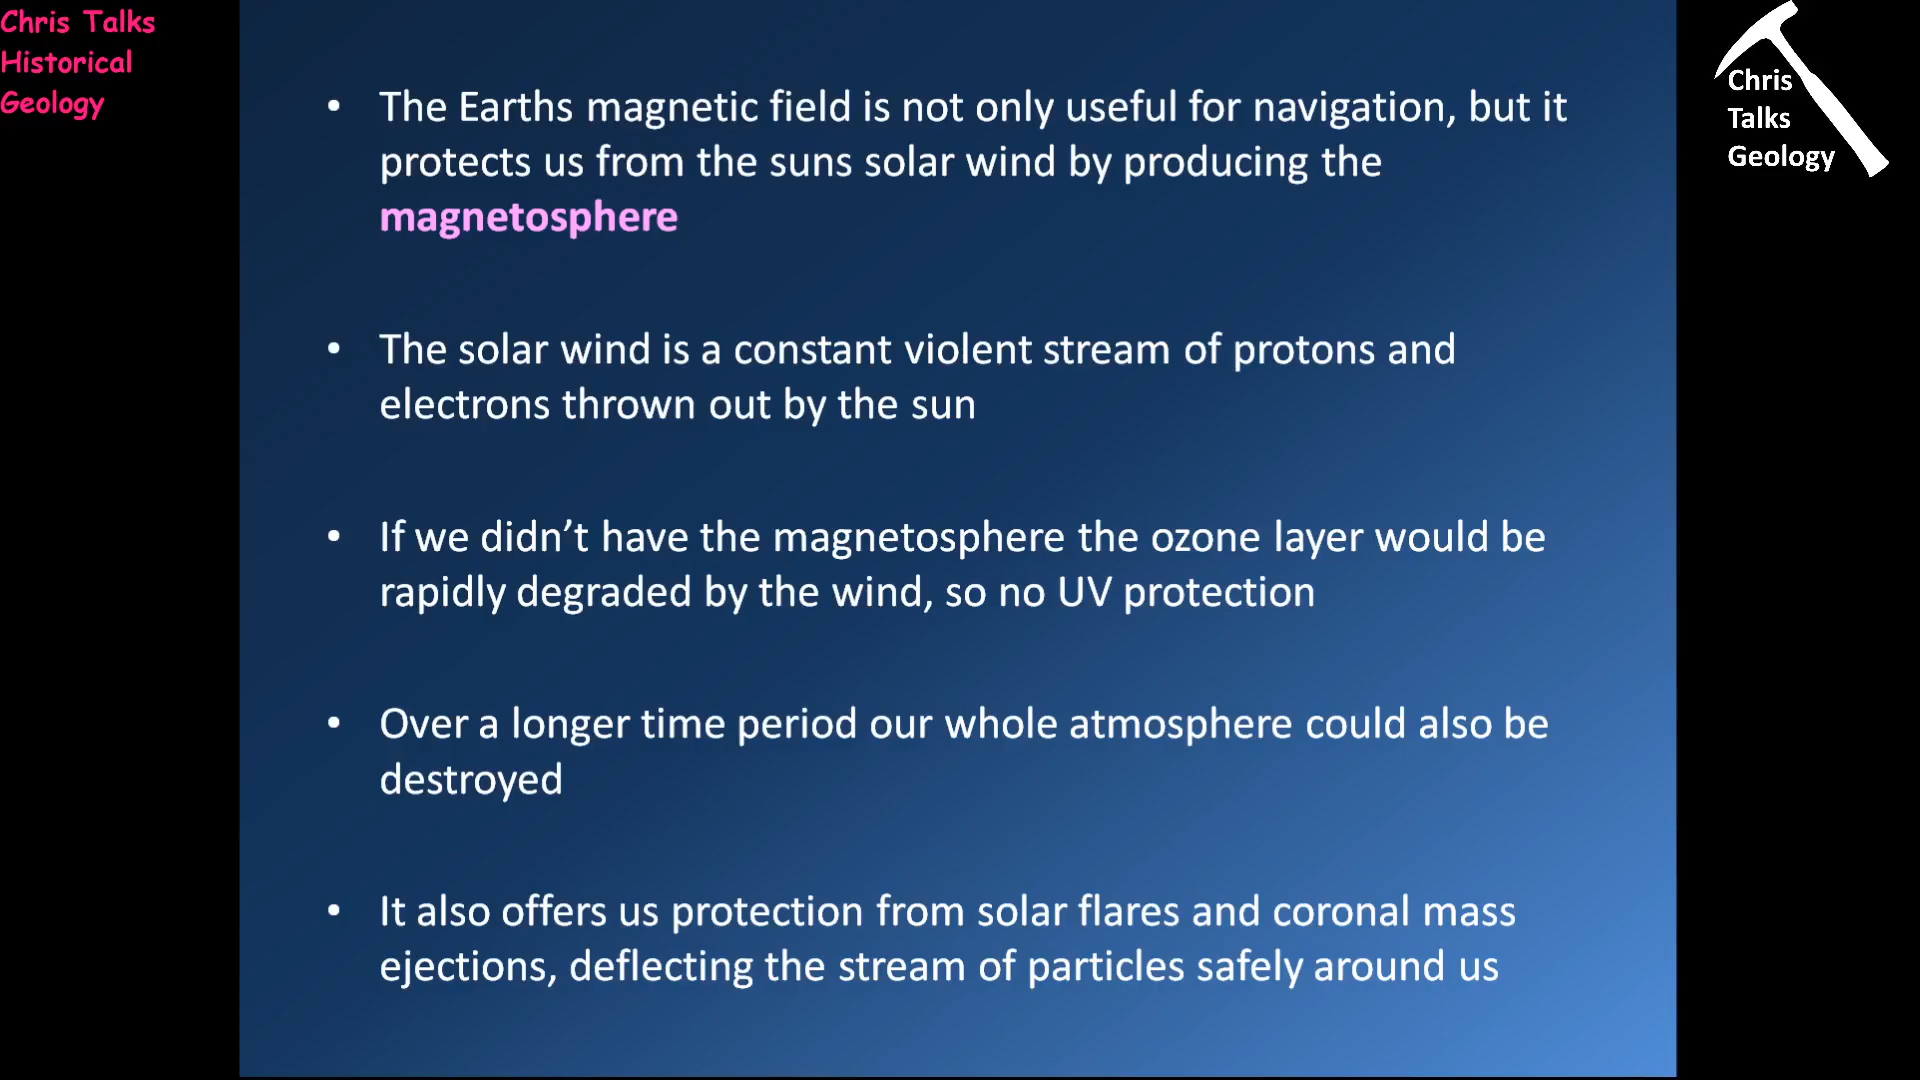 Chris Talks
Historical
Geology
Chris
Talks
Geology
• The Earths magnetic field is not only useful for navigation, but it
protects us from the suns solar wind by producing the
magnetosphere
• The solar wind is a constant violent stream of protons and
electrons thrown out by the sun
• If we didn’t have the magnetosphere the ozone layer would be
rapidly degraded by the wind, so no UV protection
• Over a longer time period our whole atmosphere could also be
destroyed
• It also offers us protection from solar flares and coronal mass
ejections, deflecting the stream of particles safely around us